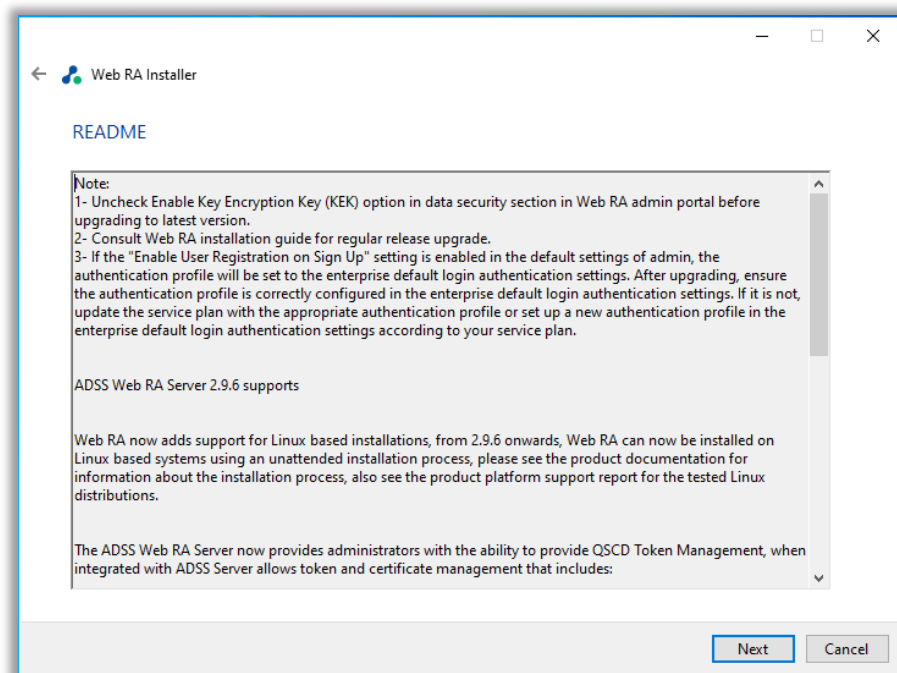 Web RA Installer
README
Note:
1- Uncheck Enable Key Encryption Key (KEK) option in data security section in Web RA admin portal before
upgrading to latest version.
2- Consult Web RA installation guide for regular release upgrade.
3- If the "Enable User Registration on Sign Up" setting is enabled in the default settings of admin, the
authentication profile will be set to the enterprise default login authentication settings. After upgrading, ensure
the authentication profile is correctly configured in the enterprise default login authentication settings. If it is not,
update the service plan with the appropriate authentication profile or set up a new authentication profile in the
enterprise default login authentication settings according to your service plan.
ADSS Web RA Server 2.9.6 supports
Web RA now adds support for Linux based installations, from 2.9.6 onwards, Web RA can now be installed on
Linux based systems using an unattended installation process, please see the product documentation for
information about the installation process, also see the product platform support report for the tested Linux
distributions.
The ADSS Web RA Server now provides administrators with the ability to provide QSCD Token Management, when
integrated with ADSS Server allows token and certificate management that includes:
Next
Cancel